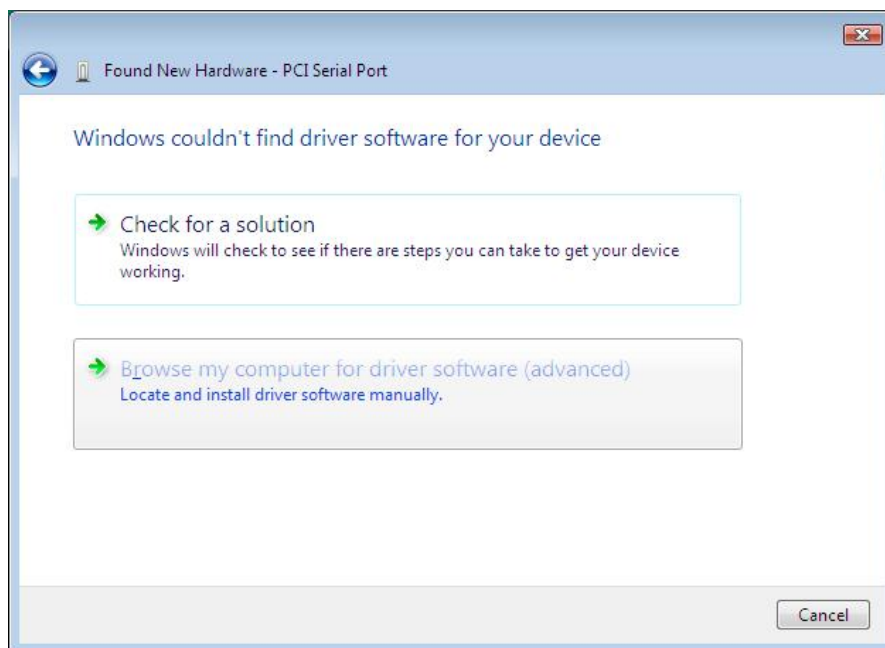 Found New Hardware - PCI Serial Port
Windows couldn't find driver software for your device
Check for a solution
Windows will check to see if there are steps you can take to get your device
working.
Browse my computer for driver software (advanced)
Locate and install driver software manually.
Cancel